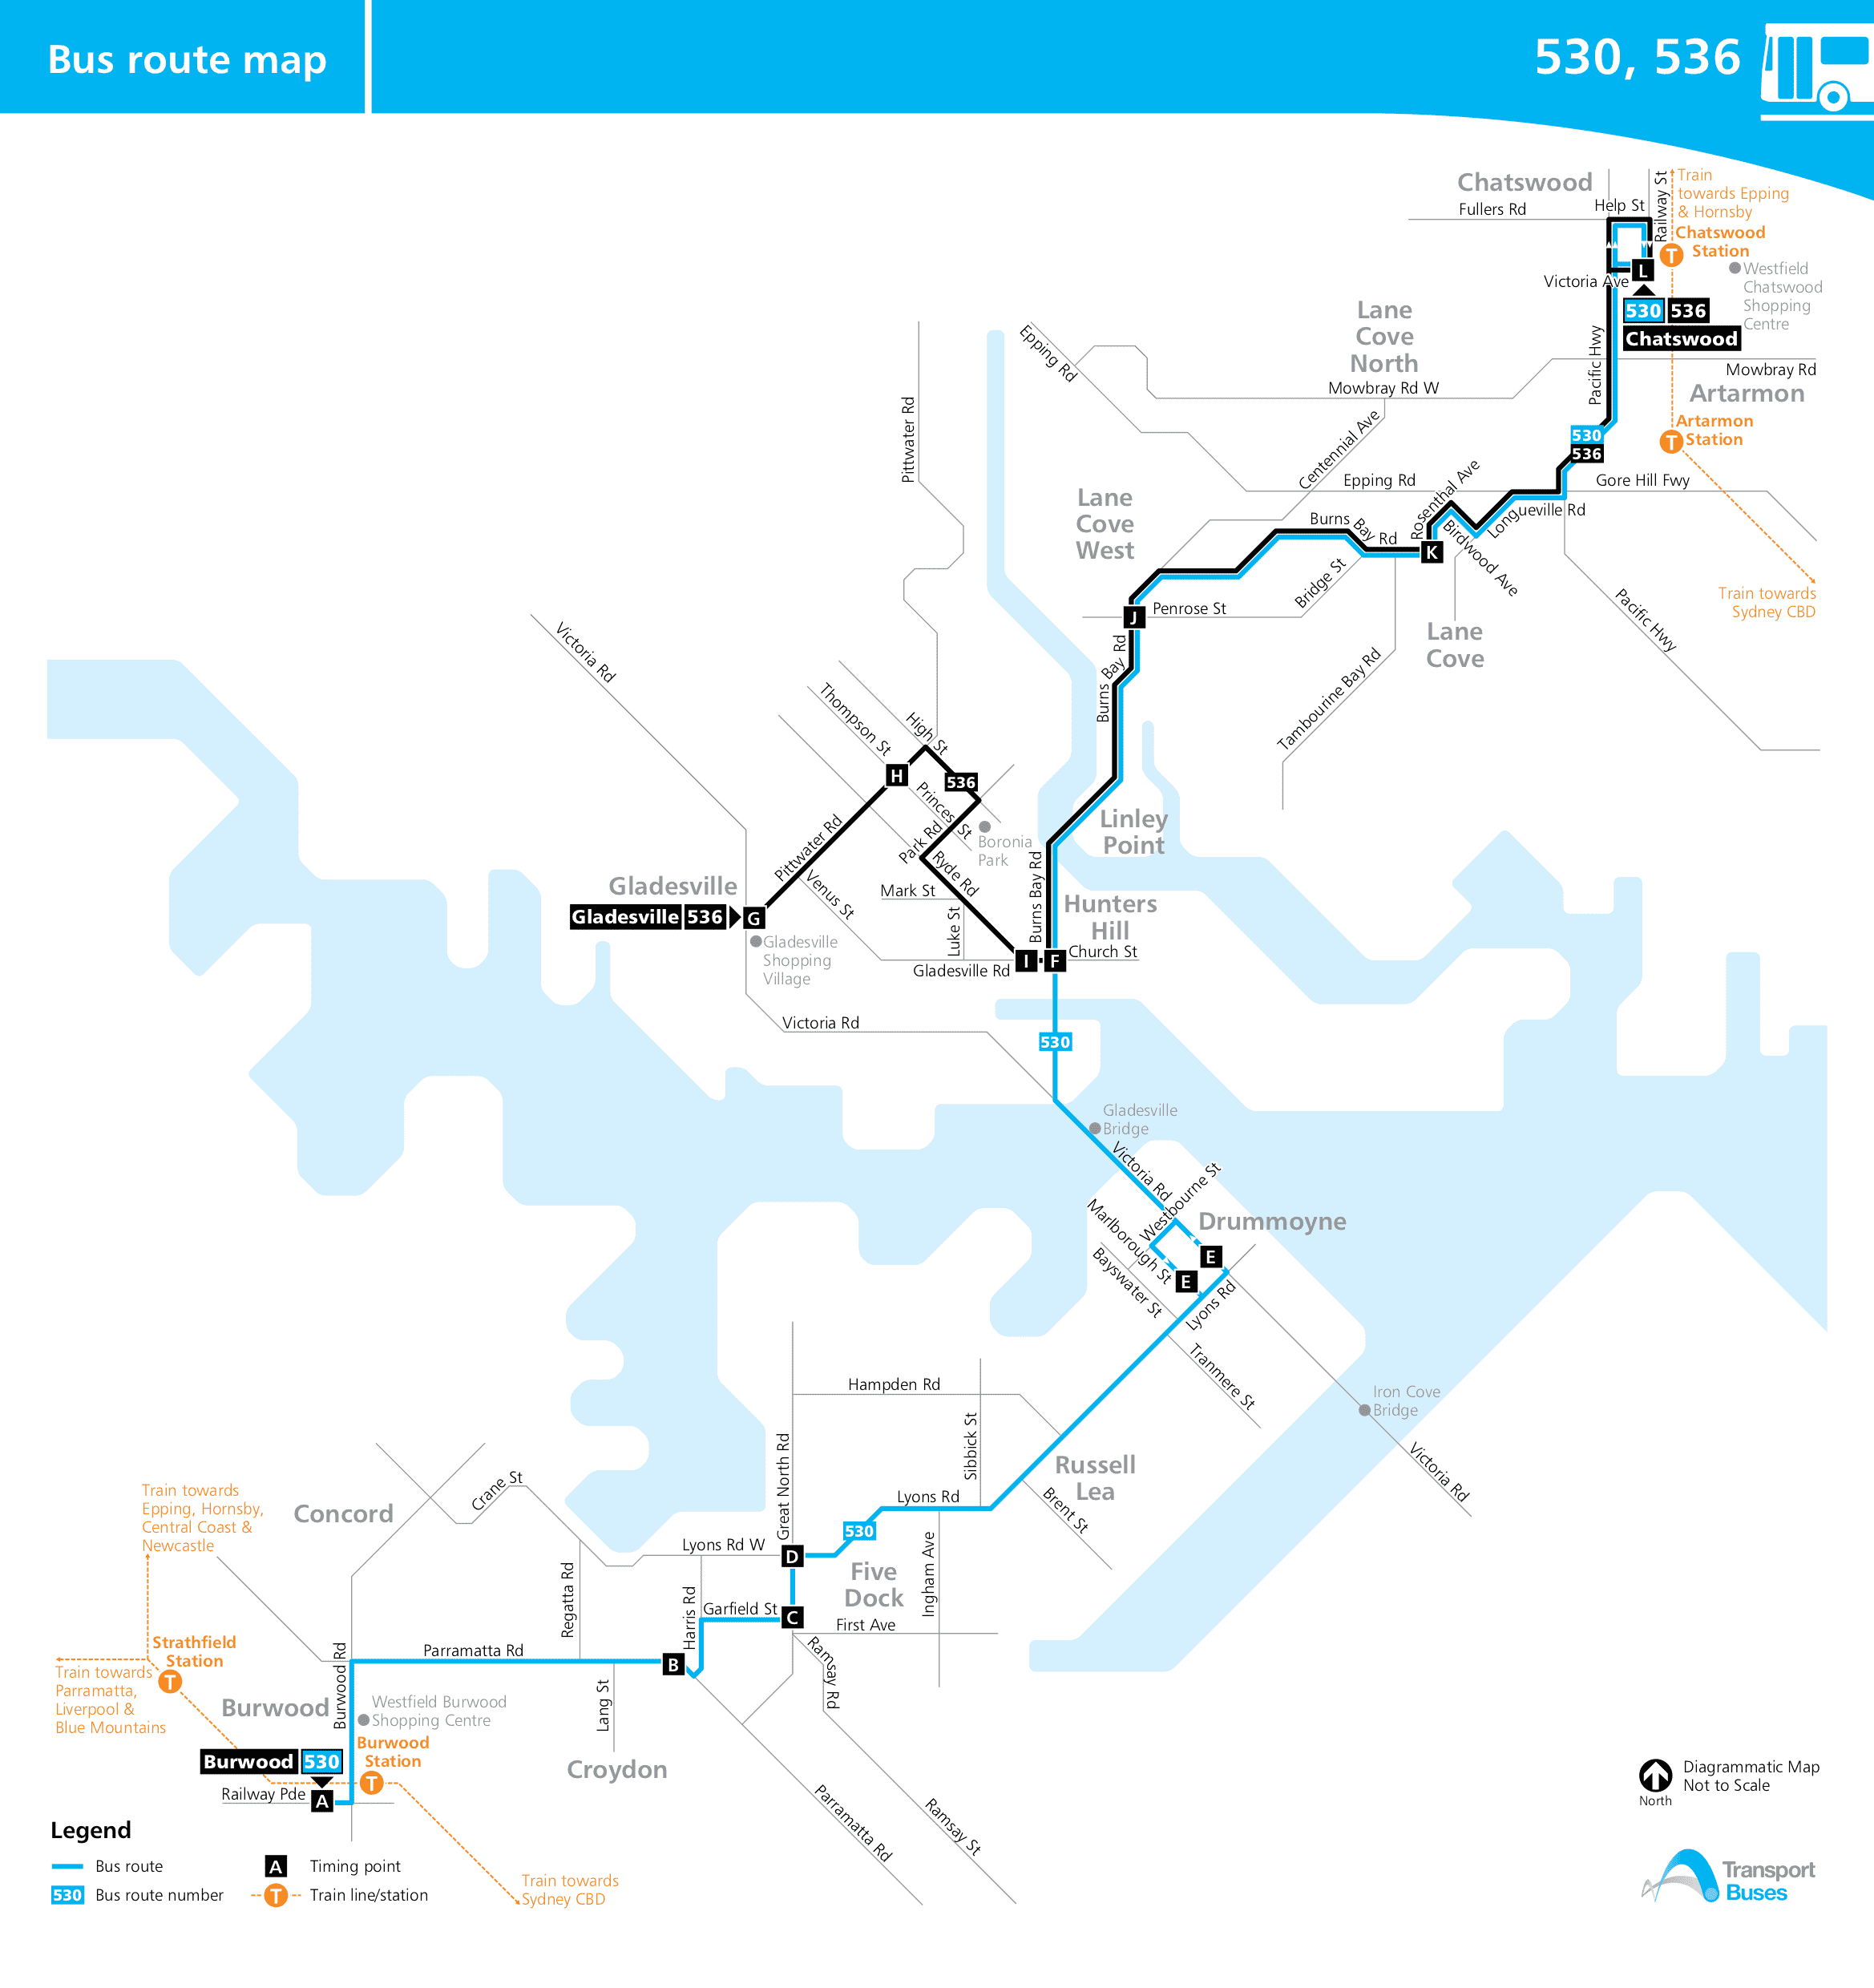 Bus route map
530, 536
Chatswood
Fullers Rd
Help St
Railway St
Train
towards Epping
& Hornsby
Chatswood
Station
Westfield
Chatswood
Shopping
Centre
Victoria Ave
L
T
530 536
Chatswood
Pacific Hwy
Mowbray Rd
Artarmon
Artarmon
Station
T
530
536
Lane
Cove
North
Epping Rd
Mowbray Rd W
Centennial Ave
Epping Rd
Gore Hill Fwy
Rosenthal Ave
Longueville Rd
Birdwood Ave
K
Burns Bay Rd
Bridge St
Lane
Cove
West
J
Penrose St
Lane
Cove
Pacific Hwy
Train towards
Sydney CBD
Tambourine Bay Rd
Burns Bay Rd
Pittwater Rd
Victoria Rd
Thompson St
High St
H
536
Princes St
Boronia
Park
Park Rd
Ryde Rd
Pittwater Rd
Venus St
Mark St
Luke St
Gladesville
Gladesville 536
G
Gladesville
Shopping
Village
Linley
Point
Burns Bay Rd
Hunters
Hill
I
F
Church St
Gladesville Rd
Victoria Rd
530
Gladesville
Bridge
Victoria Rd
Westbourne St
Drummoyne
Marlborough St
Bayswater St
E
E
Lyons Rd
Tranmere St
Iron Cove
Bridge
Victoria Rd
Hampden Rd
Sibbick St
Great North Rd
Russell
Lea
Lyons Rd
Brent St
530
Five
Dock
Ingham Ave
First Ave
Lyons Rd W
D
C
Garfield St
Harris Rd
Ramsay Rd
Crane St
Concord
Regatta Rd
Parramatta Rd
B
Lang St
Croydon
Parramatta Rd
Ramsay St
Train towards
Epping, Hornsby,
Central Coast &
Newcastle
Strathfield
Station
T
Train towards
Parramatta,
Liverpool &
Blue Mountains
Burwood
Burwood Rd
Westfield Burwood
Shopping Centre
Burwood
Station
T
Burwood 530
Railway Pde
A
Train towards
Sydney CBD
Legend
Bus route
530 Bus route number
A Timing point
T Train line/station
North
Diagrammatic Map
Not to Scale
Transport
Buses